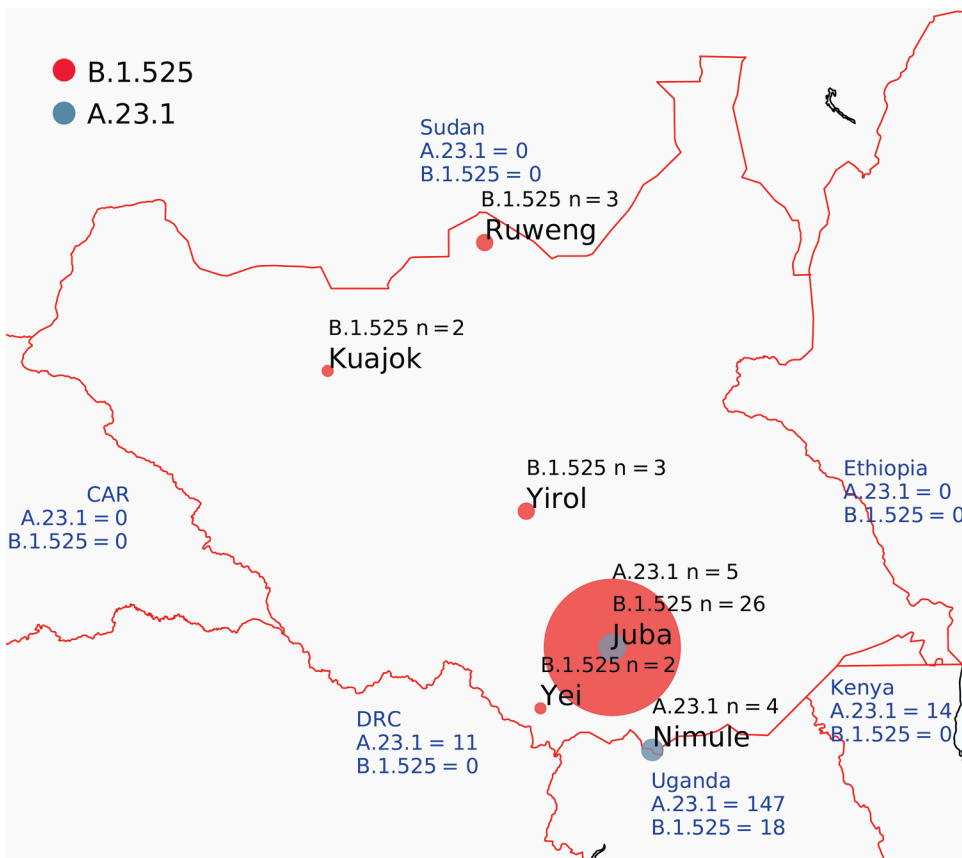 B.1.525
A.23.1
Sudan
A.23.1 = 0
B.1.525 = 0
B.1.525 n = 3
Ruweng
B.1.525 n = 2
Kuajok
B.1.525 n = 3
Yirol
Ethiopia
A.23.1 = 0
B.1.525 = 0
CAR
A.23.1 = 0
B.1.525 = 0
A.23.1 n = 5
B.1.525 n = 26
Juba
B.1.525 n = 2
Yei
A.23.1 n = 4
Nimule
Kenya
A.23.1 = 14
B.1.525 = 0
DRC
A.23.1 = 11
B.1.525 = 0
Uganda
A.23.1 = 147
B.1.525 = 18